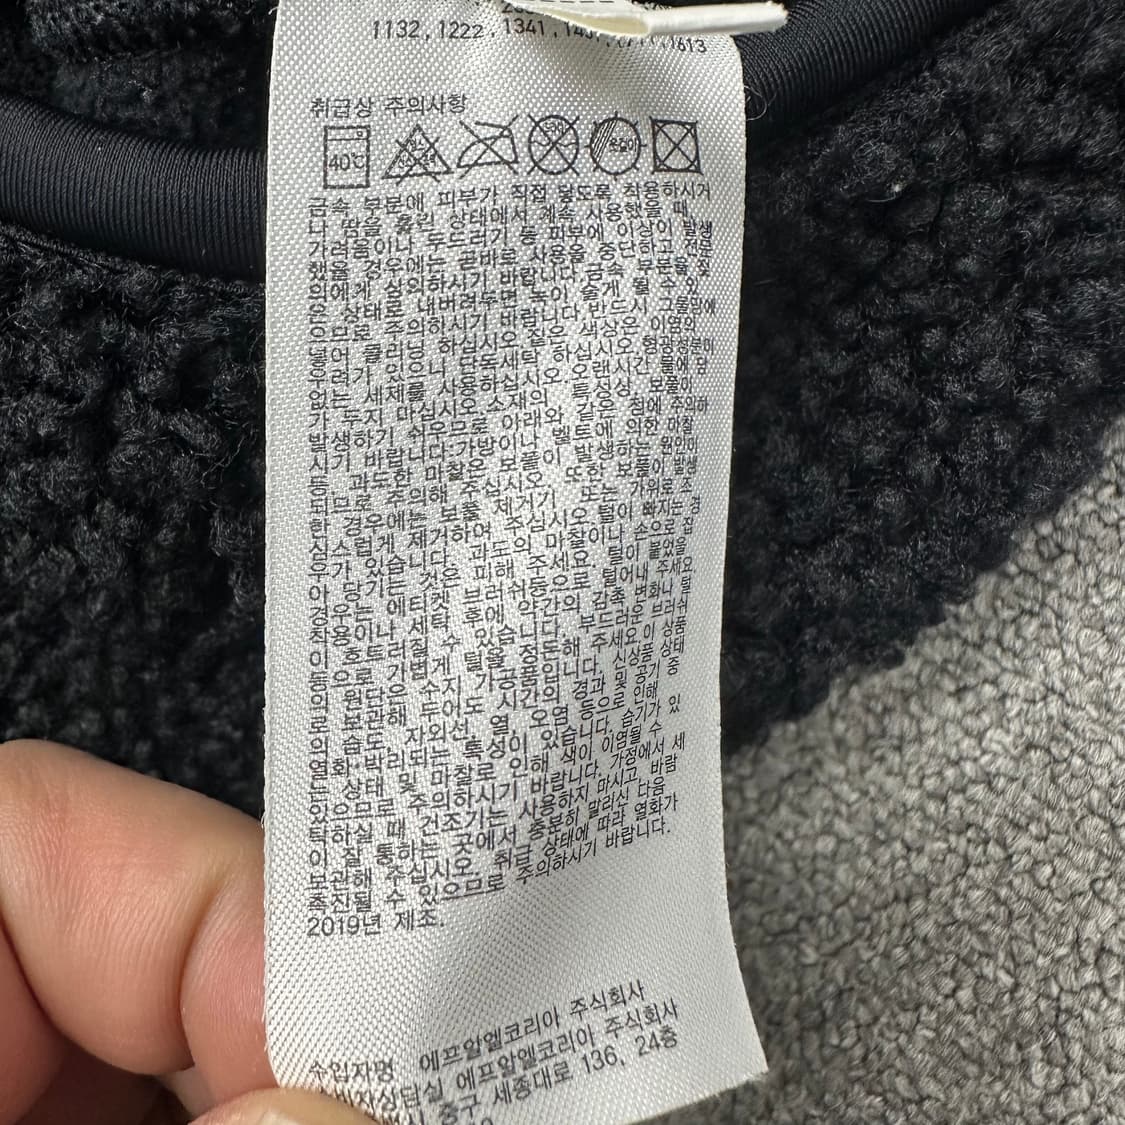 1132,1222,1341,
취급상 주의사항
40℃
금속 부분에 피부가 직접 닿도록 착용하시거
나 땀을 흘린 상태에서 계속 사용했을 때
가려움이나 두드러기 등 피부에 이상이 발생
했을 경우에는 곧바로 사용을 중단하고 전문
의에게 상의하시기 바랍니다.금속 부분을 젖
은 상태로 내버려두면 녹이 슬게 될 수 있
으므로 주의하시기 바랍니다.반드시 그물망에
넣어 클리닝 하십시오.짙은 색상은 이염의
우려가 있으니 단독세탁 하십시오.형광성분이
없는 세제를 사용하십시오.오랜시간 물에 담
가 두지 마십시오.소재의 특성상 보풀이
발생하기 쉬우므로 아래와 같은 점에 주의하
시기 바랍니다:가방이나 벨트에 의한 마찰
등 과도한 마찰은 보풀이 발생하는 원인이
되므로 주의해 주십시오. 또한 보풀이 발생
한 경우에는 보풀 제거기 또는 가위로 조
심스럽게 제거하여 주십시오.털이 빠지는 경
우가 있습니다. 과도의 마찰이나 손으로 집
아 당기는 것은 피해 주세요. 털이 붙었을
경우는 에티켓 브러쉬등으로 털어내 주세요.
착용이나 세탁 후에 약간의 감촉 변화나 털
이 흐트러질 수 있습니다. 부드러운 브러쉬
등으로 가볍게 털을 정돈해 주세요.이 상품
의 원단은 수지 가공품입니다. 신상품 상태
로 보관해 두어도 시간의 경과 및 공기 중
의 습도, 자외선, 열, 오염 등으로 인해
열화·박리되는 특성이 있습니다. 습기가 있
는 상태 및 마찰로 인해 색이 이염될 수
있으므로 주의하시기 바랍니다. 가정에서 세
탁하실 때 건조기는 사용하지 마시고, 바람
이 잘 통하는 곳에서 충분히 말리신 다음
보관해 주십시오. 취급 상태에 따라 열화가
촉진될 수 있으므로 주의하시기 바랍니다.
2019년 제조.
수입자명 에프알엘코리아 주식회사
에프알엘코리아 주식회사
중구 세종대로 136, 24층